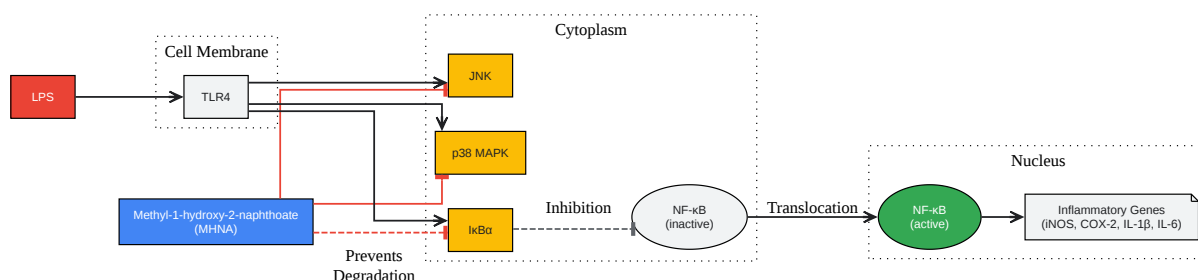 Cytoplasm
Cell Membrane
JNK
LPS
TLR4
p38 MAPK
Nucleus
Methyl-1-hydroxy-2-naphthoate
(MHNA)
IκBα
Inhibition
NF-κB
(inactive)
Translocation
NF-κB
(active)
Inflammatory Genes
(iNOS, COX-2, IL-1β, IL-6)
Prevents
Degradation